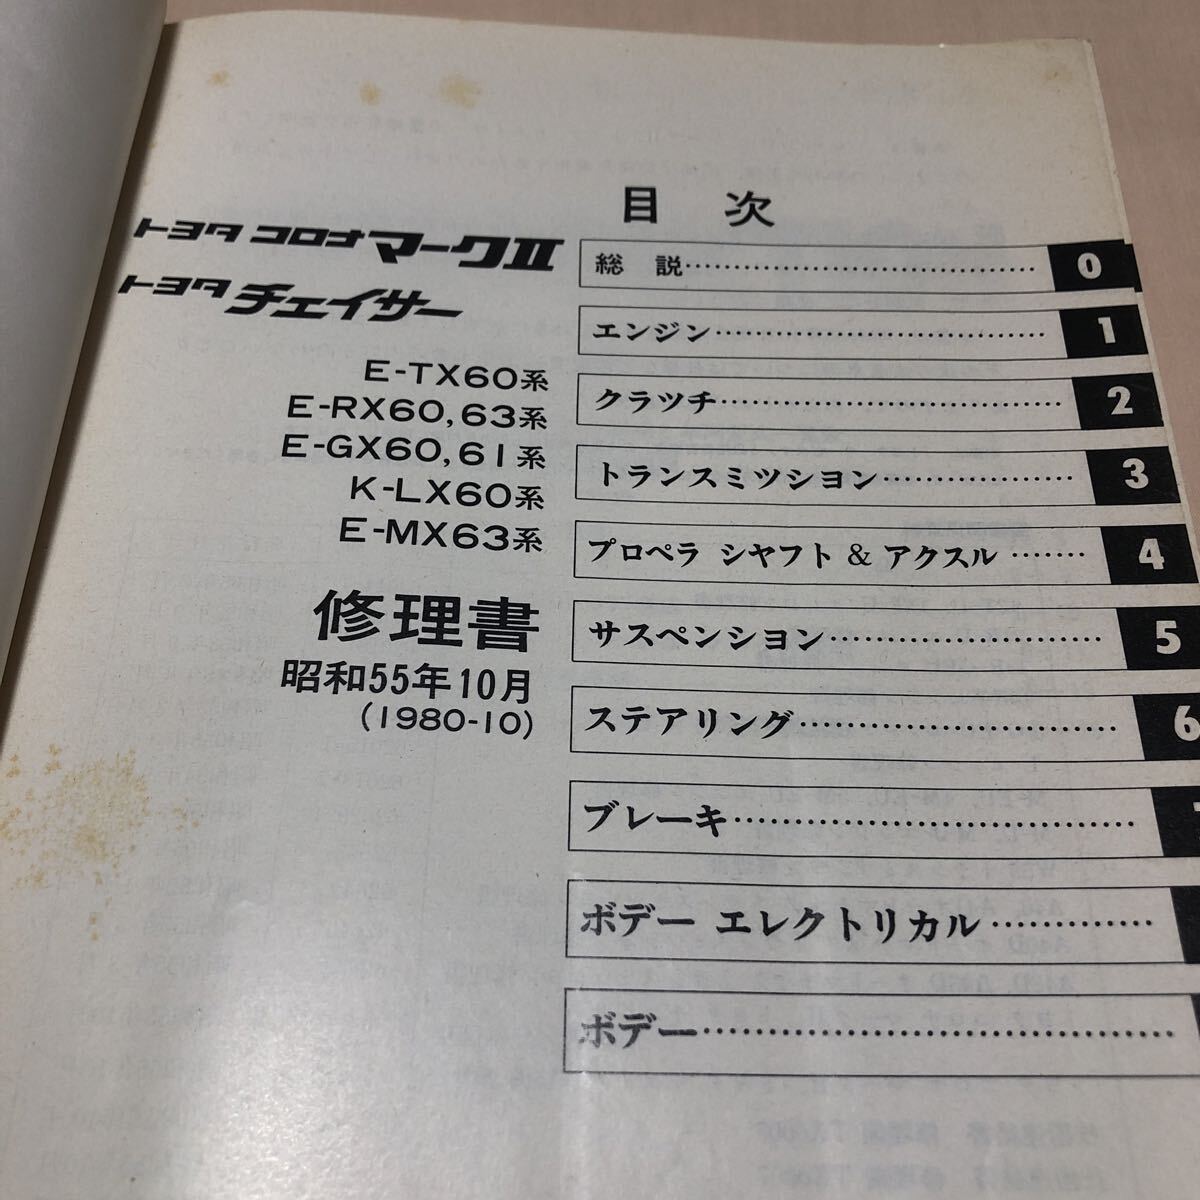 トヨタ コロナ マークⅡ
トヨタ チェイサー
E-TX60系
E-RX60,63系
E-GX60,61系
K-LX60系
E-MX63系
修理書
昭和55年10月
(1980-10)
目 次
総 説 0
エンジン 1
クラツチ 2
トランスミツシヨン 3
プロペラ シヤフト & アクスル 4
サスペンシヨン 5
ステアリング 6
ブレーキ
ボデー エレクトリカル
ボデー